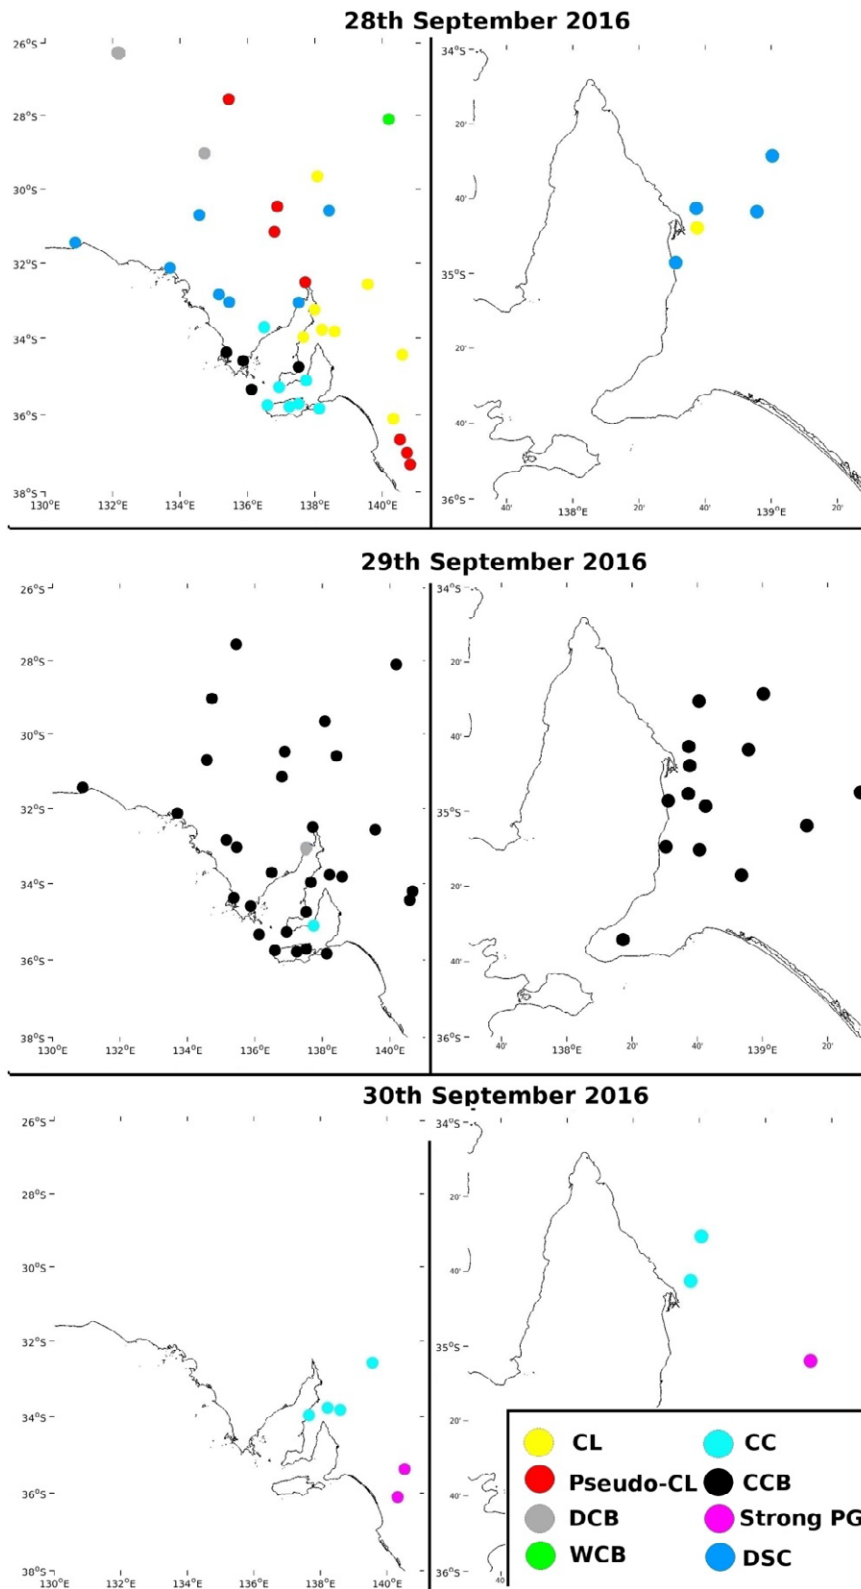 28th September 2016
26°S
28°S
30°S
32°S
34°S
36°S
38°S
130°E 132°E 134°E 136°E 138°E 140°E
34°S
20'
40'
35°S
20'
40'
36°S
40' 138°E 20' 40' 139°E 20'
29th September 2016
26°S
28°S
30°S
32°S
34°S
36°S
38°S
130°E 132°E 134°E 136°E 138°E 140°E
34°S
20'
40'
35°S
20'
40'
36°S
40' 138°E 20' 40' 139°E 20'
30th September 2016
26°S
28°S
30°S
32°S
34°S
36°S
38°S
130°E 132°E 134°E 136°E 138°E 140°E
34°S
20'
40'
35°S
20'
40'
36°S
CL CC
Pseudo-CL CCB
DCB Strong PG
WCB DSC